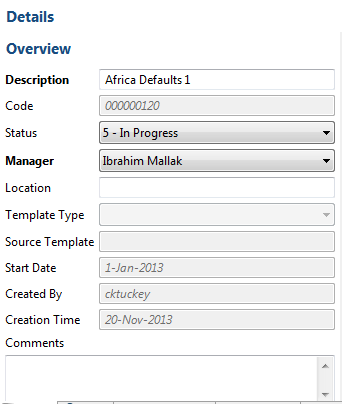 Details
Overview
Description Africa Defaults 1
Code 000000120
Status 5 - In Progress
Manager Ibrahim Mallak
Location
Template Type
Source Template
Start Date 1-Jan-2013
Created By cktuckey
Creation Time 20-Nov-2013
Comments